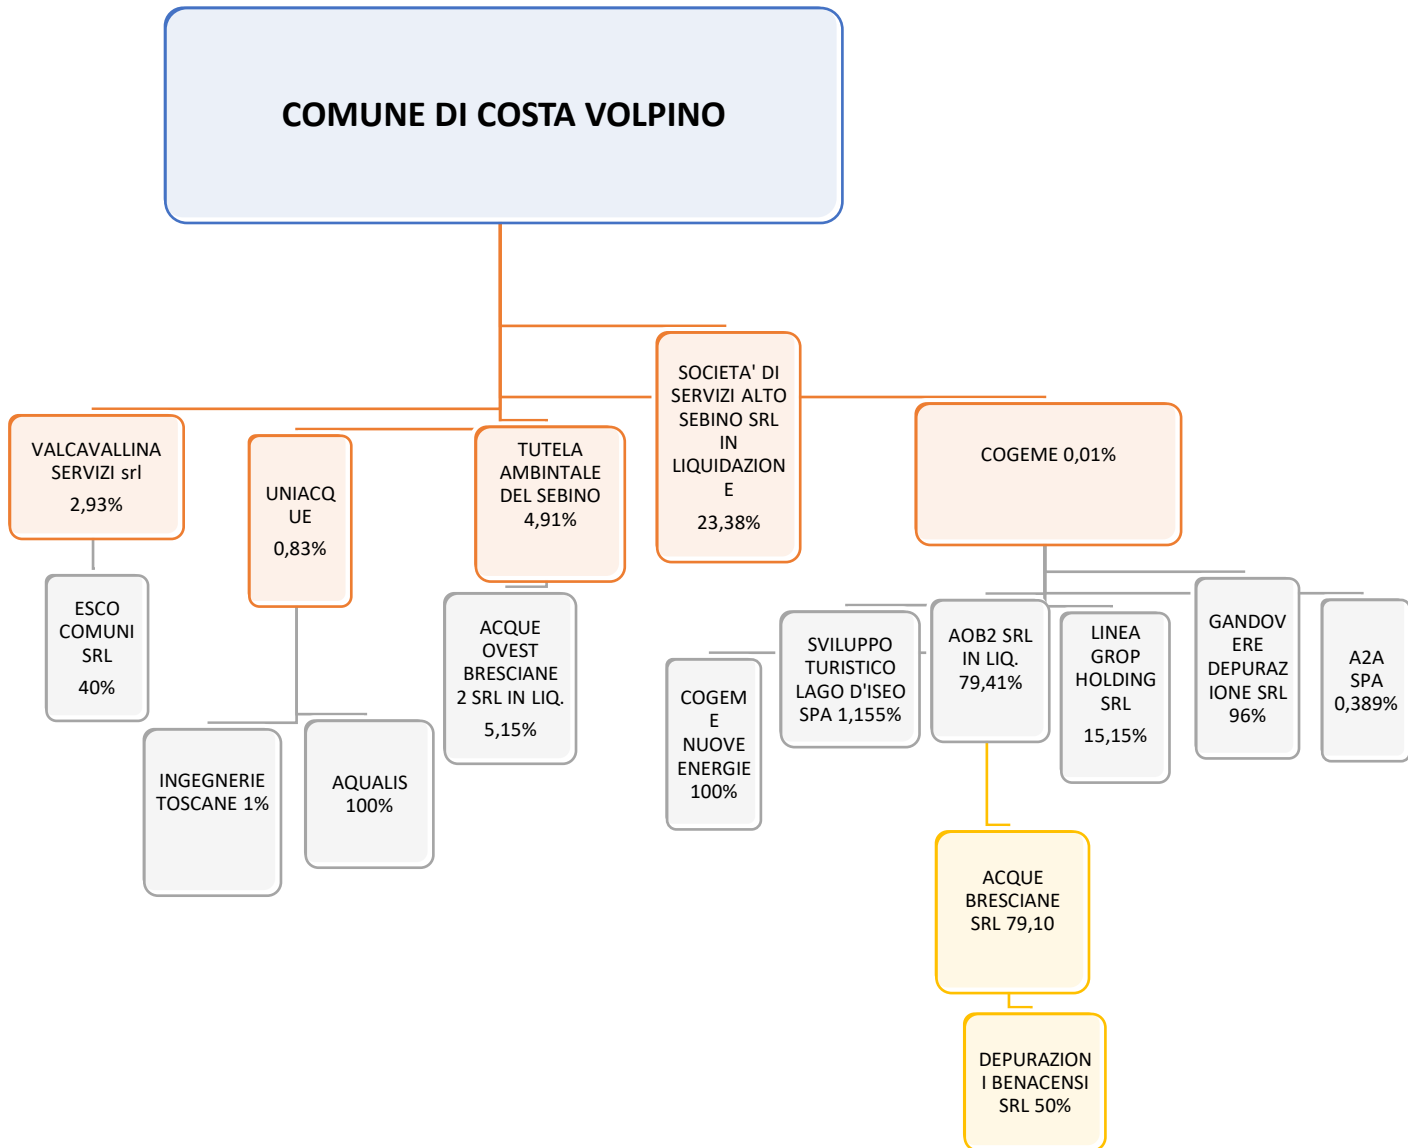 COMUNE DI COSTA VOLPINO
SOCIETA' DI
SERVIZI ALTO
SEBINO SRL
IN
LIQUIDAZION
E
23,38%
VALCAVALLINA
SERVIZI srl
2,93%
UNIACQ
UE
0,83%
TUTELA
AMBINTALE
DEL SEBINO
4,91%
COGEME 0,01%
ESCO
COMUNI
SRL
40%
INGEGNERIE
TOSCANE 1%
AQUALIS
100%
ACQUE
OVEST
BRESCIANE
2 SRL IN LIQ.
5,15%
COGEM
E
NUOVE
ENERGIE
100%
SVILUPPO
TURISTICO
LAGO D'ISEO
SPA 1,155%
AOB2 SRL
IN LIQ.
79,41%
LINEA
GROP
HOLDING
SRL
15,15%
GANDOV
ERE
DEPURAZ
IONE SRL
96%
A2A
SPA
0,389%
ACQUE
BRESCIANE
SRL 79,10
DEPURAZION
I BENACENSI
SRL 50%